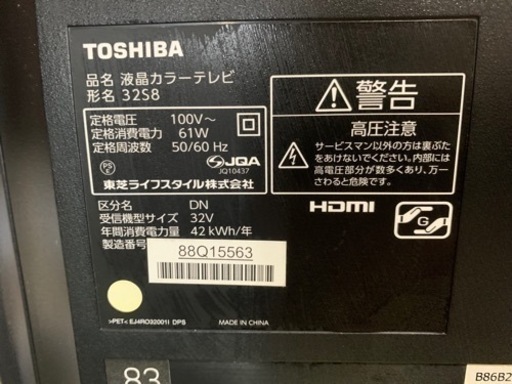 TOSHIBA
品名 液晶カラーテレビ
形名 32S8
定格電圧 100V～
定格消費電力 61W
定格周波数 50/60 Hz
PS
E
JQA
JQ10437
東芝ライフスタイル株式会社
警告
高圧注意
サービスマン以外の方は裏ぶた
をあけないでください。内部には
高電圧部分が数多くあり、万一
さわると危険です。
区分名 DN
受信機型サイズ 32V
年間消費電力量 42 kWh/年
製造番号
88Q15563
HDMI
G
>PET< EJ4RO32001I DPS
MADE IN CHINA
83
B86B2